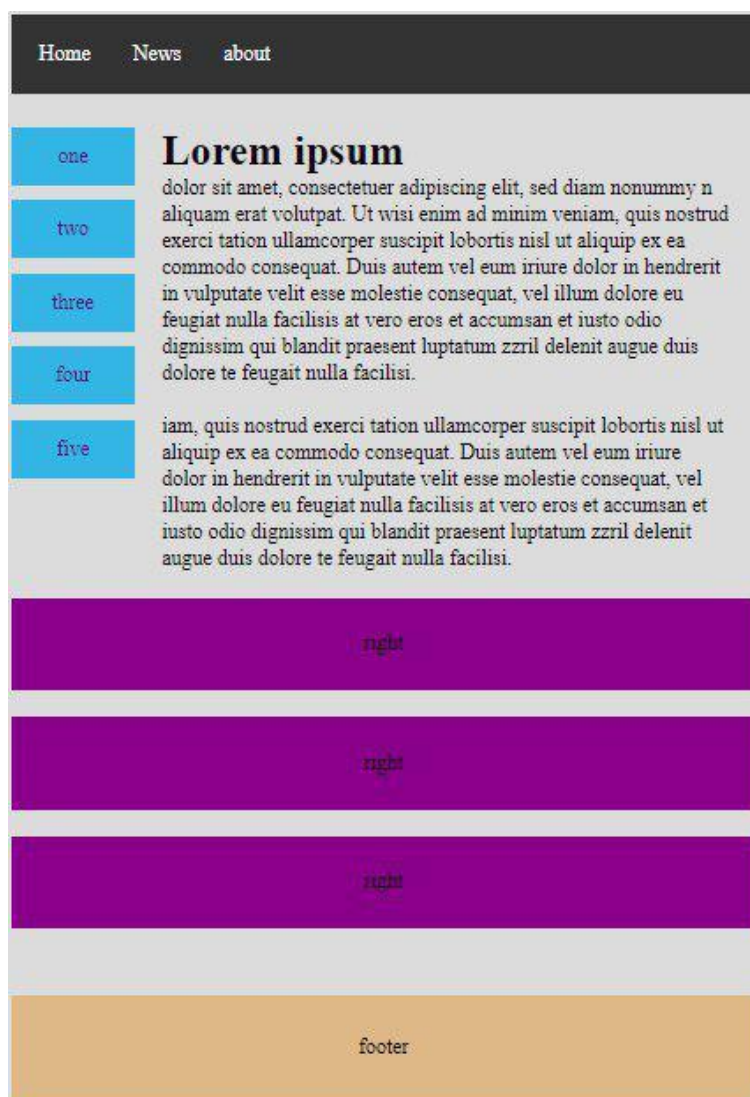 Home News about
one
two
three
four
five
Lorem ipsum
dolor sit amet, consectetuer adipiscing elit, sed diam nonummy n
aliquam erat volutpat. Ut wisi enim ad minim veniam, quis nostrud
exerci tation ullamcorper suscipit lobortis nisl ut aliquip ex ea
commodo consequat. Duis autem vel eum iriure dolor in hendrerit
in vulputate velit esse molestie consequat, vel illum dolore eu
feugiat nulla facilisis at vero eros et accumsan et iusto odio
dignissim qui blandit praesent luptatum zzril delenit augue duis
dolore te feugait nulla facilisi.
iam, quis nostrud exerci tation ullamcorper suscipit lobortis nisl ut
aliquip ex ea commodo consequat. Duis autem vel eum iriure
dolor in hendrerit in vulputate velit esse molestie consequat, vel
illum dolore eu feugiat nulla facilisis at vero eros et accumsan et
iusto odio dignissim qui blandit praesent luptatum zzril delenit
augue duis dolore te feugait nulla facilisi.
right
right
right
footer